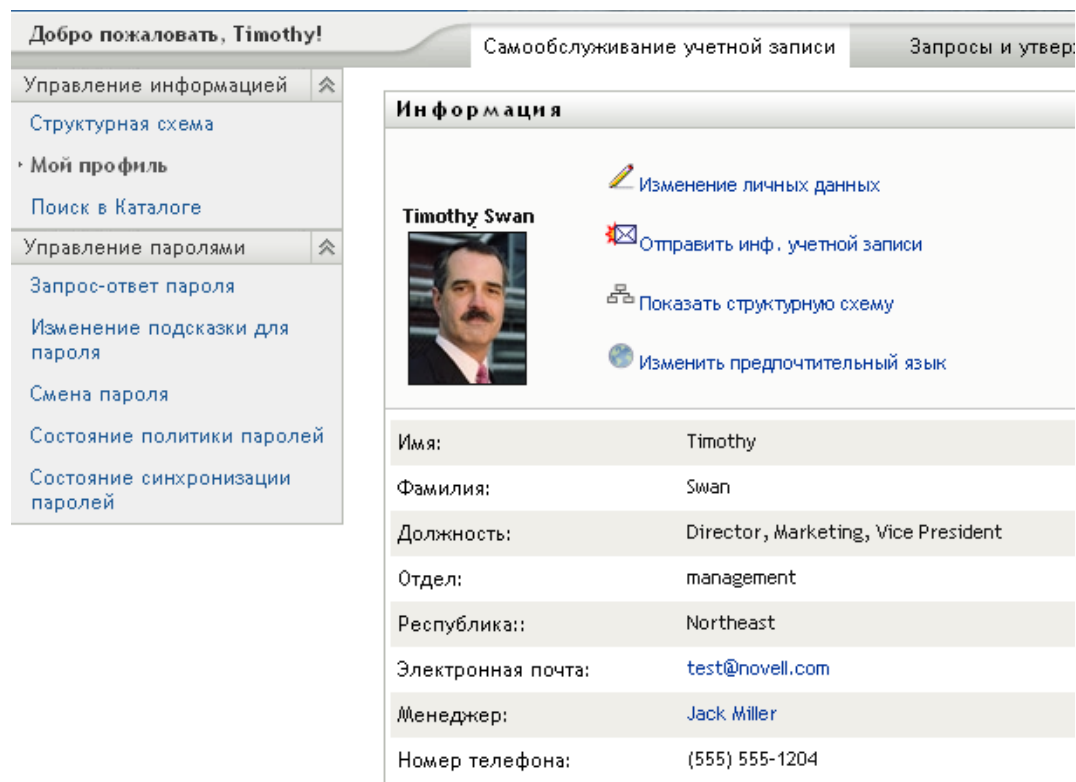 Добро пожаловать, Timothy!
Самообслуживание учетной записи
Запросы и утвер
Управление информацией
Структурная схема
Мой профиль
Поиск в Каталоге
Управление паролями
Запрос-ответ пароля
Изменение подсказки для
пароля
Смена пароля
Состояние политики паролей
Состояние синхронизации
паролей
Информация
Timothy Swan
Изменение личных данных
Отправить инф. учетной записи
Показать структурную схему
Изменить предпочтительный язык
Имя: Timothy
Фамилия: Swan
Должность: Director, Marketing, Vice President
Отдел: management
Республика:: Northeast
Электронная почта: test@novell.com
Менеджер: Jack Miller
Номер телефона: (555) 555-1204